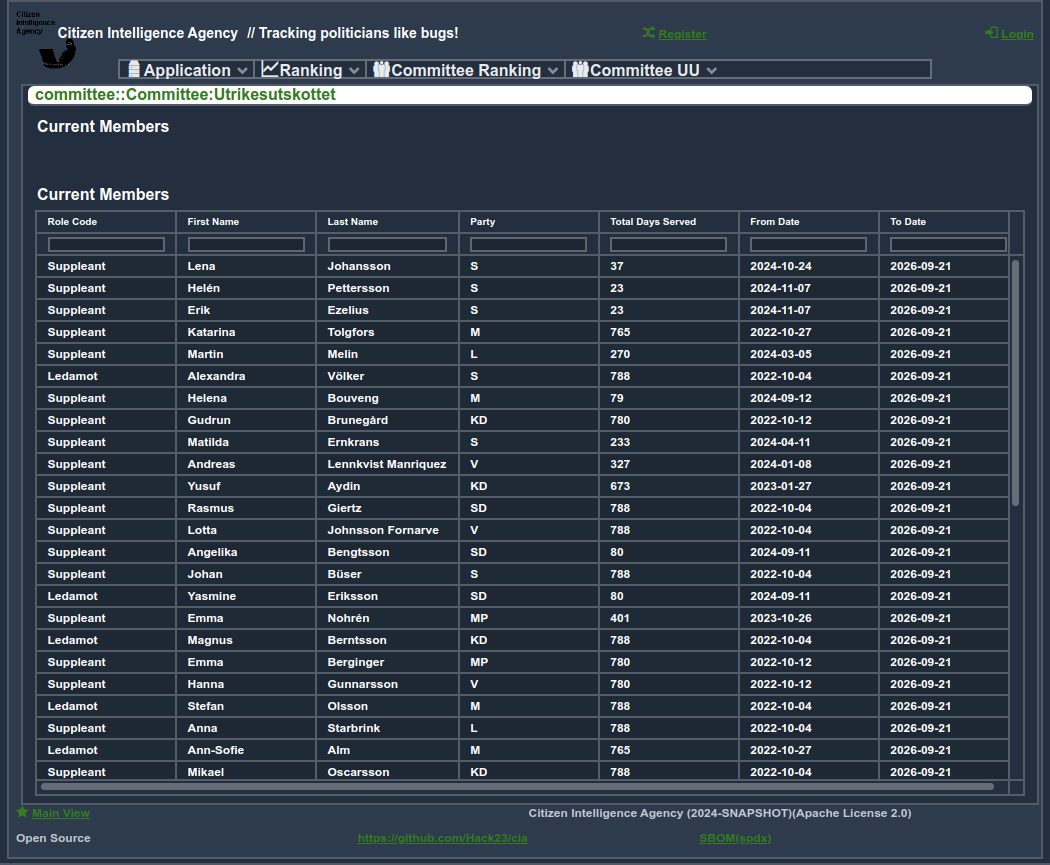 Citizen
Intelligence
Agency
Citizen Intelligence Agency // Tracking politicians like bugs!
Register
Login
Application Ranking Committee Ranking Committee UU
committee::Committee:Utrikesutskottet
Current Members
Current Members
Role Code First Name Last Name Party Total Days Served From Date To Date
Suppleant Lena Johansson S 37 2024-10-24 2026-09-21
Suppleant Helén Pettersson S 23 2024-11-07 2026-09-21
Suppleant Erik Ezelius S 23 2024-11-07 2026-09-21
Suppleant Katarina Tolgfors M 765 2022-10-27 2026-09-21
Suppleant Martin Melin L 270 2024-03-05 2026-09-21
Ledamot Alexandra Völker S 788 2022-10-04 2026-09-21
Suppleant Helena Bouveng M 79 2024-09-12 2026-09-21
Suppleant Gudrun Brunegård KD 780 2022-10-12 2026-09-21
Suppleant Matilda Ernkrans S 233 2024-04-11 2026-09-21
Suppleant Andreas Lennkvist Manriquez V 327 2024-01-08 2026-09-21
Suppleant Yusuf Aydin KD 673 2023-01-27 2026-09-21
Suppleant Rasmus Giertz SD 788 2022-10-04 2026-09-21
Suppleant Lotta Johnsson Fornarve V 788 2022-10-04 2026-09-21
Suppleant Angelika Bengtsson SD 80 2024-09-11 2026-09-21
Suppleant Johan Büser S 788 2022-10-04 2026-09-21
Ledamot Yasmine Eriksson SD 80 2024-09-11 2026-09-21
Suppleant Emma Nohrén MP 401 2023-10-26 2026-09-21
Ledamot Magnus Berntsson KD 788 2022-10-04 2026-09-21
Suppleant Emma Berginger MP 780 2022-10-12 2026-09-21
Suppleant Hanna Gunnarsson V 780 2022-10-12 2026-09-21
Ledamot Stefan Olsson M 788 2022-10-04 2026-09-21
Suppleant Anna Starbrink L 788 2022-10-04 2026-09-21
Ledamot Ann-Sofie Alm M 765 2022-10-27 2026-09-21
Suppleant Mikael Oscarsson KD 788 2022-10-04 2026-09-21
Main View Citizen Intelligence Agency (2024-SNAPSHOT)(Apache License 2.0)
Open Source https://github.com/Hack23/cia SBOM(spdx)